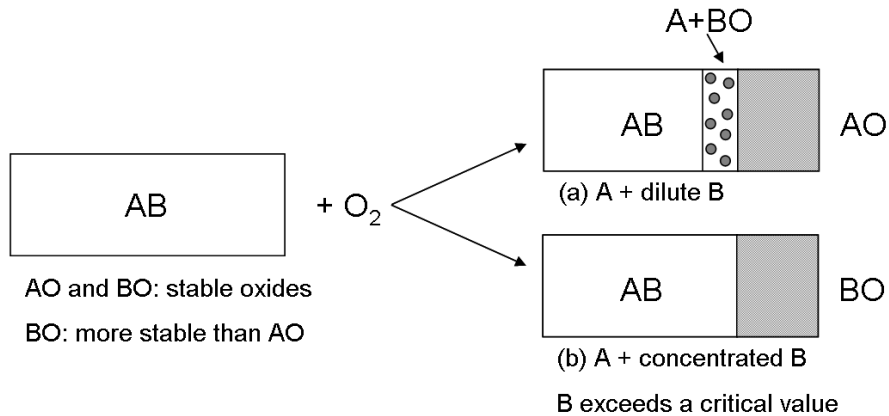 A+BO
AB
AO
(a) A + dilute B
AB
+ O2
AO and BO: stable oxides
BO: more stable than AO
AB
BO
(b) A + concentrated B
B exceeds a critical value